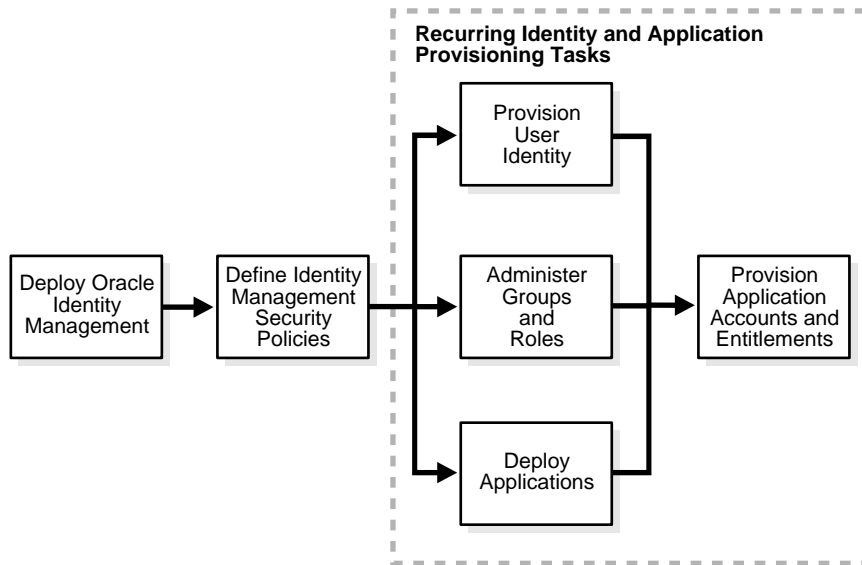 Recurring Identity and Application
Provisioning Tasks
Provision
User
Identity
Deploy Oracle
Identity
Management
Define Identity
Management
Security
Policies
Administer
Groups
and
Roles
Provision
Application
Accounts and
Entitlements
Deploy
Applications